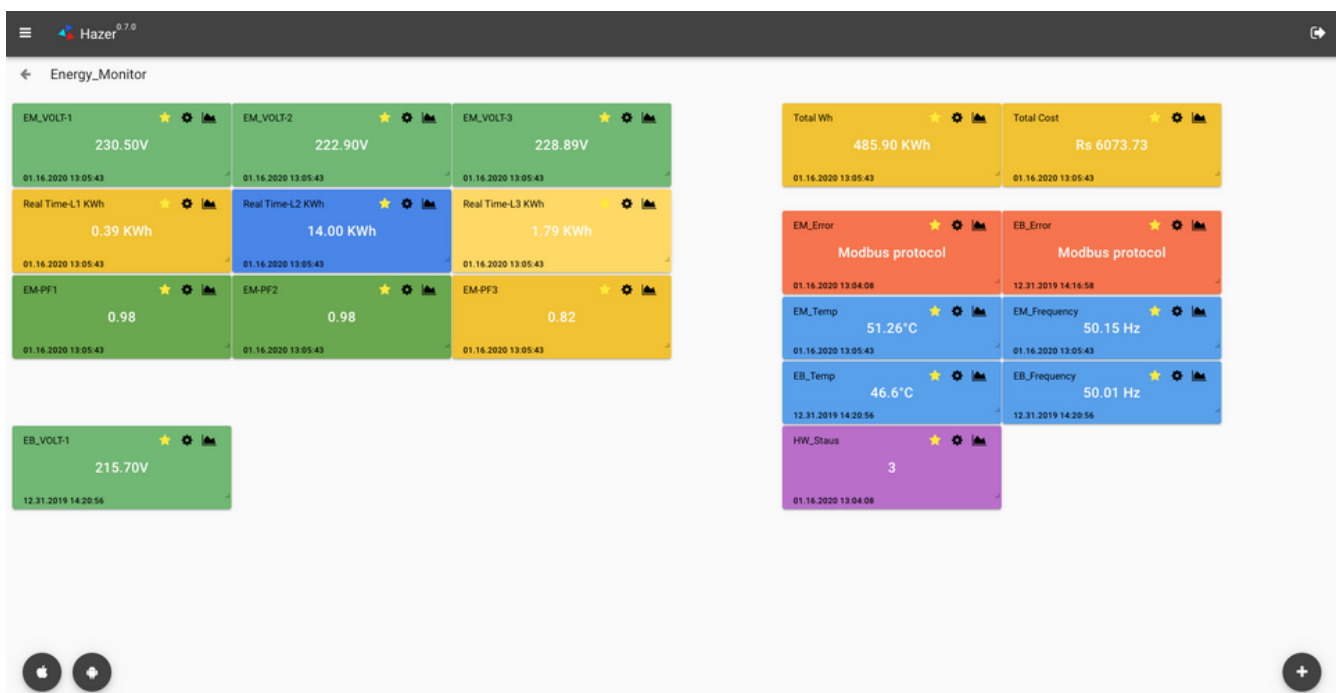 Hazer 0.7.0
Energy_Monitor
EM_VOLT-1
230.50V
01.16.2020 13:05:43
EM_VOLT-2
222.90V
01.16.2020 13:05:43
EM_VOLT-3
228.89V
01.16.2020 13:05:43
Real Time-L1 KWh
0.39 KWh
01.16.2020 13:05:43
Real Time-L2 KWh
14.00 KWh
01.16.2020 13:05:43
Real Time-L3 KWh
1.79 KWh
01.16.2020 13:05:43
EM-PF1
0.98
01.16.2020 13:05:43
EM-PF2
0.98
01.16.2020 13:05:43
EM-PF3
0.82
01.16.2020 13:05:43
EB_VOLT-1
215.70V
12.31.2019 14:20:56
Total Wh
485.90 KWh
01.16.2020 13:05:43
Total Cost
Rs 6073.73
01.16.2020 13:05:43
EM_Error
Modbus protocol
01.16.2020 13:04:08
EB_Error
Modbus protocol
12.31.2019 14:16:58
EM_Temp
51.26°C
01.16.2020 13:05:43
EM_Frequency
50.15 Hz
01.16.2020 13:05:43
EB_Temp
46.6°C
12.31.2019 14:20:56
EB_Frequency
50.01 Hz
12.31.2019 14:20:56
HW_Staus
3
01.16.2020 13:04:08